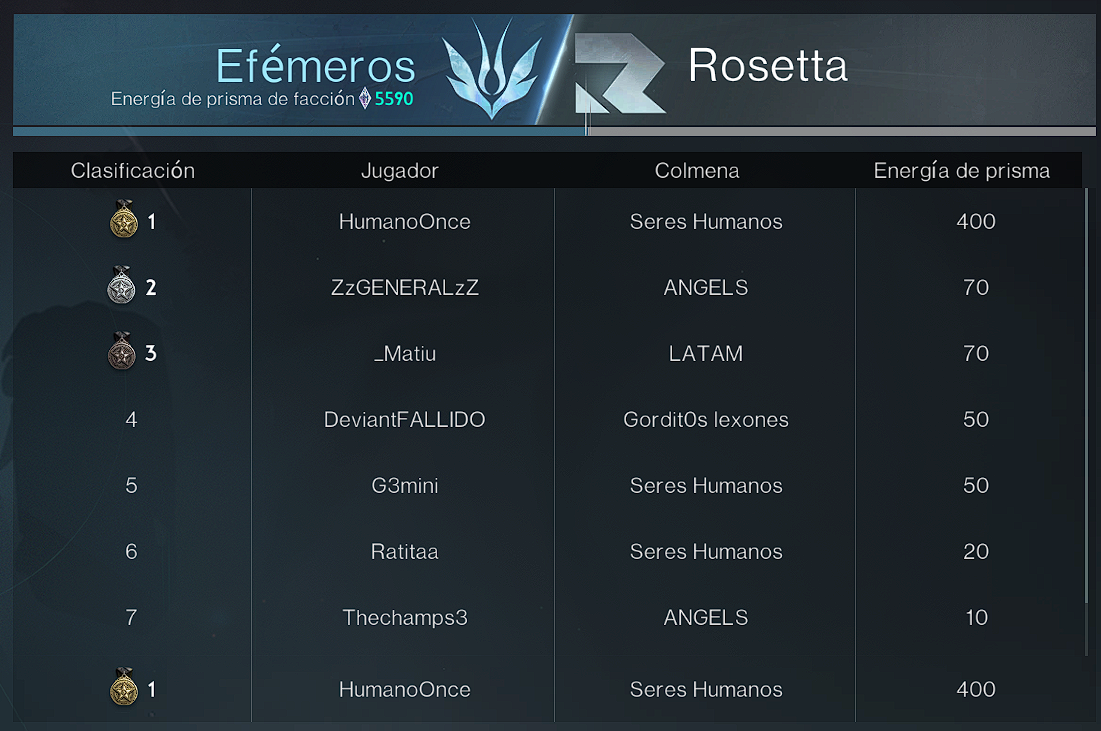 Efémeros
Energía de prisma de facción 5590
Rosetta
Clasificación Jugador Colmena Energía de prisma
1 HumanoOnce Seres Humanos 400
2 ZzGENERALzZ ANGELS 70
3 _Matiu LATAM 70
4 DeviantFALLIDO Gordit0s lexones 50
5 G3mini Seres Humanos 50
6 Ratitaa Seres Humanos 20
7 Thechamps3 ANGELS 10
1 HumanoOnce Seres Humanos 400